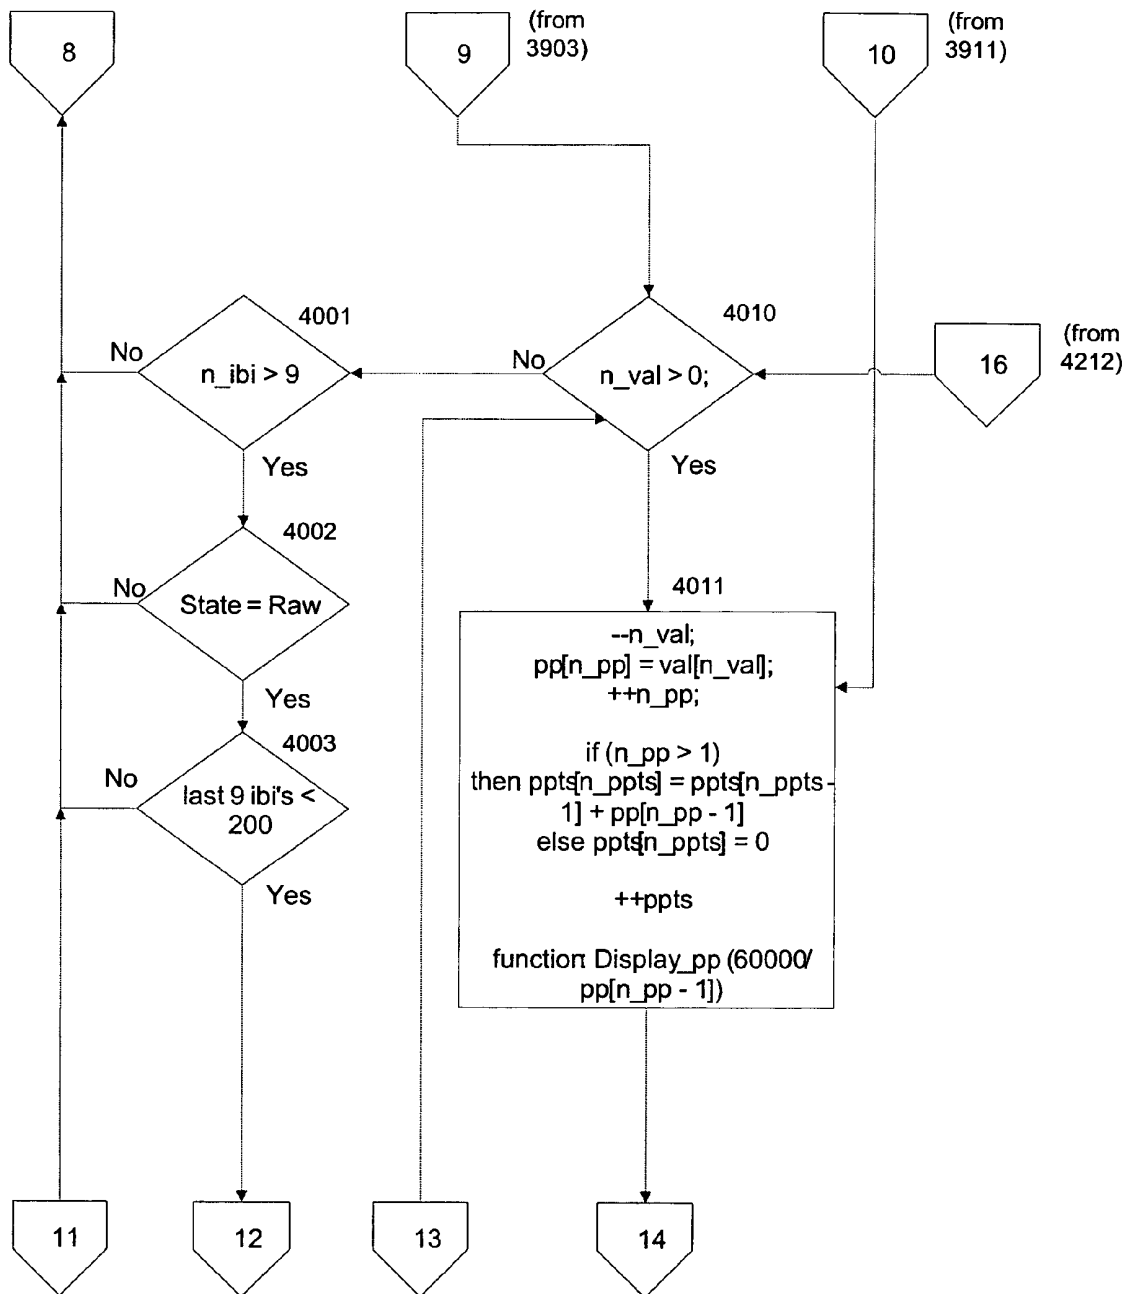 8
9
(from
3903)
10
(from
3911)
4001
No
n_ibi > 9
Yes
4010
No
n_val > 0;
Yes
16
(from
4212)
4002
No
State = Raw
Yes
4003
No
last 9 ibi's <
200
Yes
4011
--n_val;
pp[n_pp] = val[n_val];
++n_pp;
if (n_pp > 1)
then ppts[n_ppts] = ppts[n_ppts -
1] + pp[n_pp - 1]
else ppts[n_ppts] = 0
++ppts
function: Display_pp (60000/
pp[n_pp - 1])
11
12
13
14